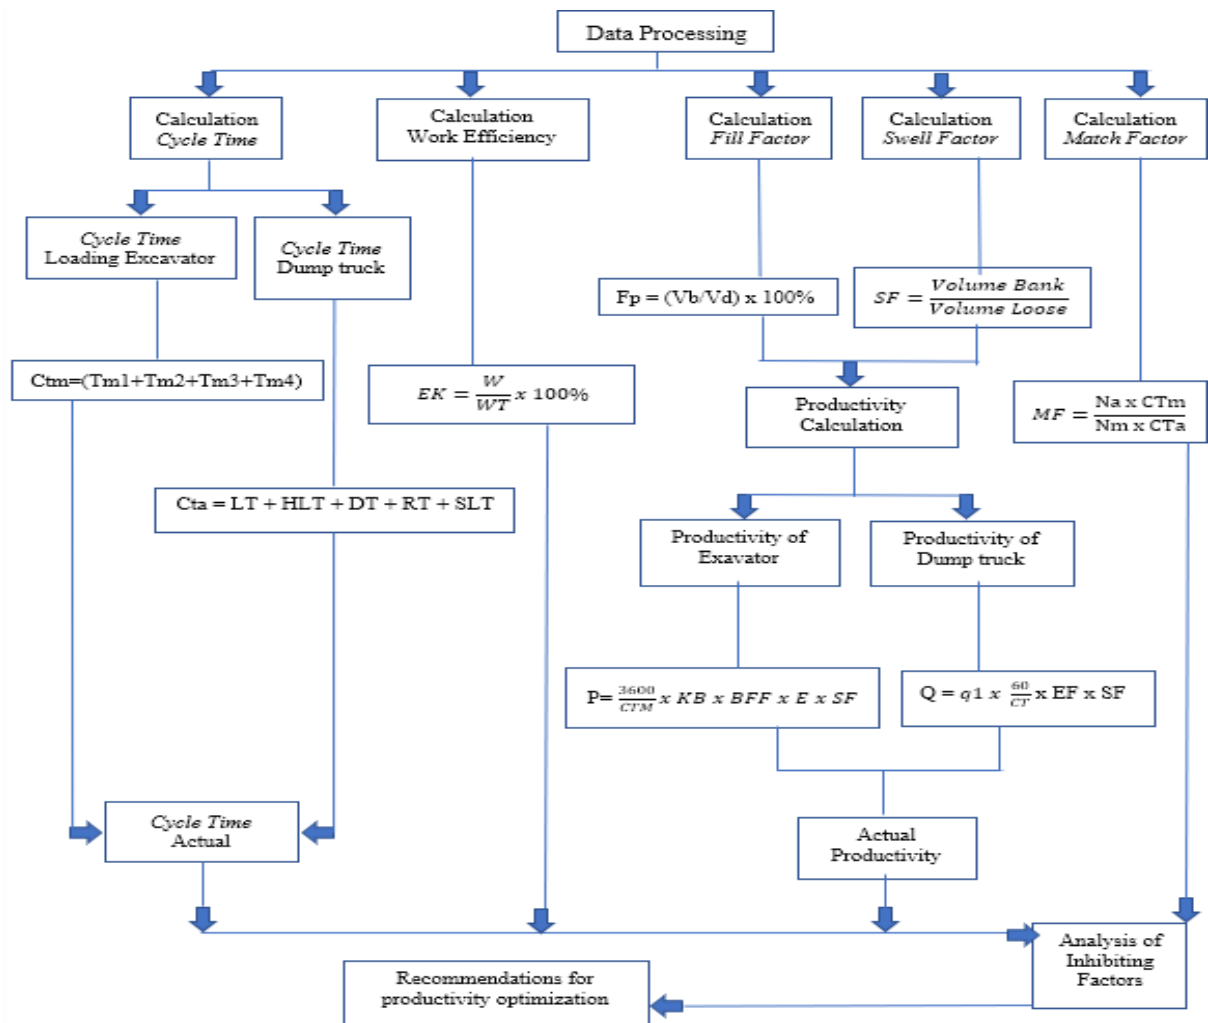 Data Processing
Calculation
Cycle Time
Calculation
Work Efficiency
Calculation
Fill Factor
Calculation
Swell Factor
Calculation
Match Factor
Cycle Time
Loading Excavator
Cycle Time
Dump truck
Fp = (Vb/Vd) x 100%
SF = Volume Bank / Volume Loose
Ctm=(Tm1+Tm2+Tm3+Tm4)
EK = W / WT x 100%
Productivity
Calculation
MF = Na x CTm / Nm x CTa
Cta = LT + HLT + DT + RT + SLT
Productivity of
Exavator
Productivity of
Dump truck
P= 3600 / CTM x KB x BFF x E x SF
Q = q1 x 60 / CT x EF x SF
Cycle Time
Actual
Actual
Productivity
Analysis of
Inhibiting
Factors
Recommendations for
productivity optimization